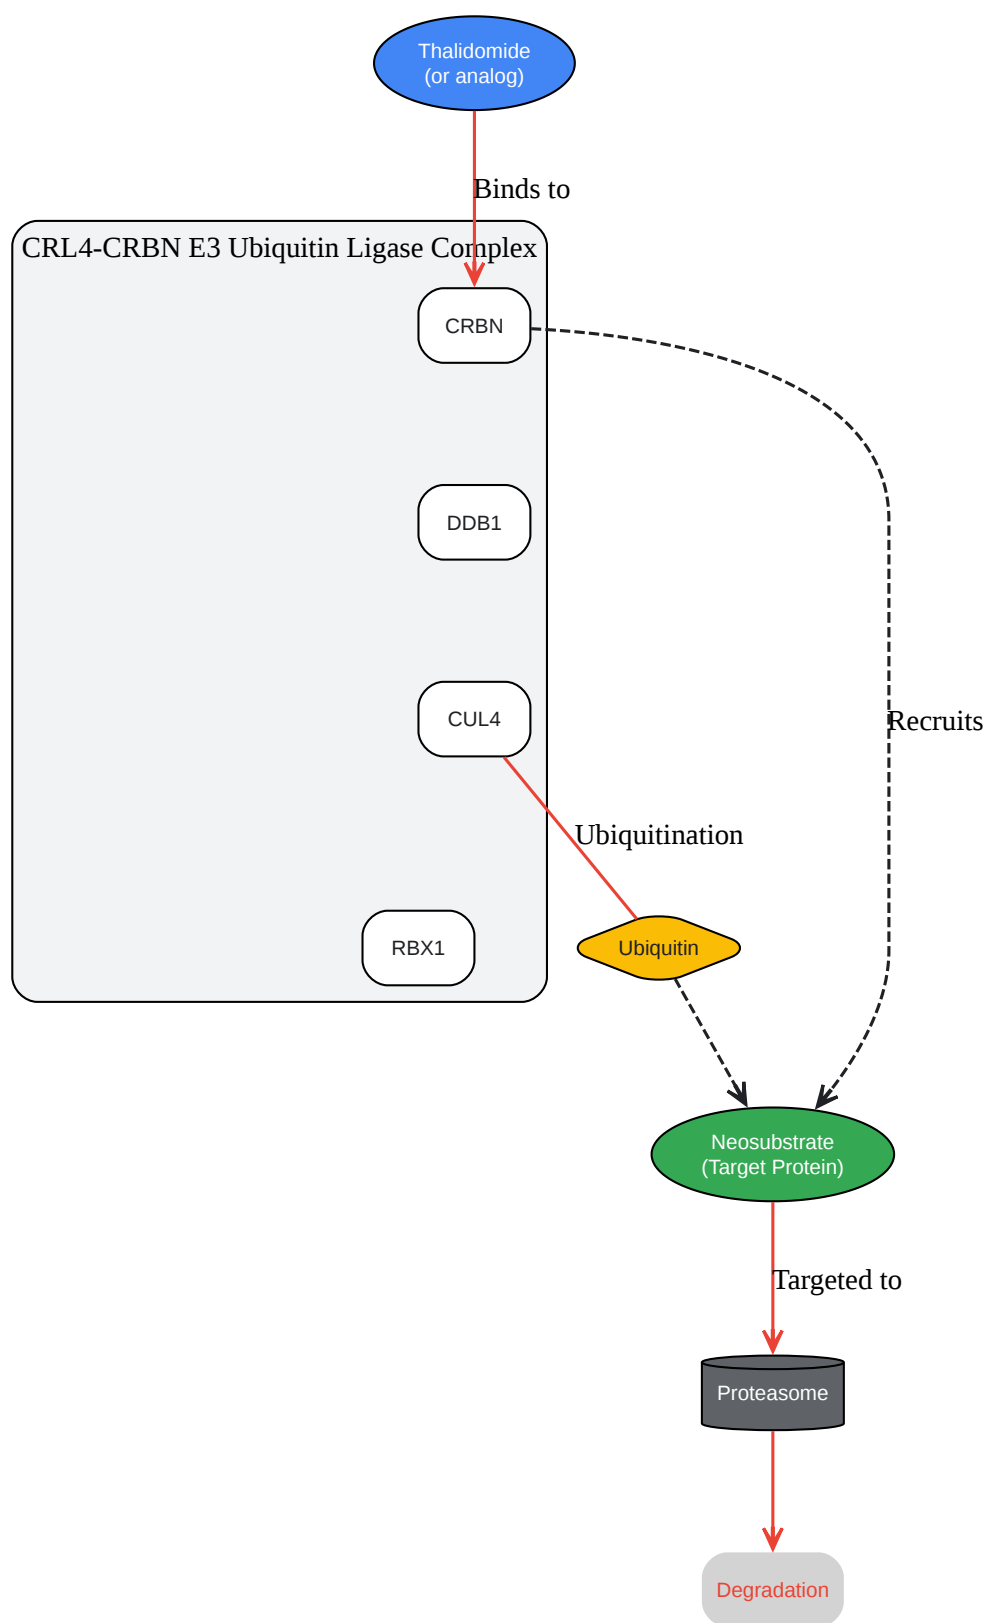 Thalidomide
(or analog)
Binds to
CRL4-CRBN E3 Ubiquitin Ligase Complex
CRBN
DDB1
CUL4
Recruits
Ubiquitination
RBX1
Ubiquitin
Neosubstrate
(Target Protein)
Targeted to
Proteasome
Degradation